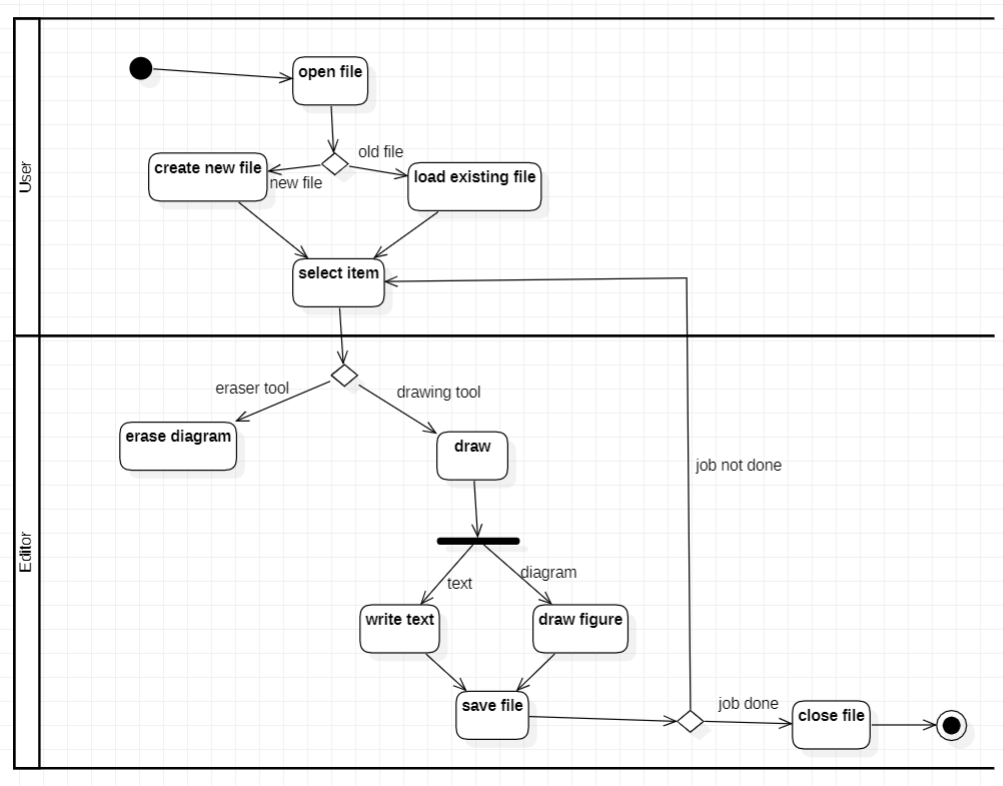 User
open file
old file
create new file
new file
load existing file
select item
Editor
eraser tool
drawing tool
erase diagram
draw
job not done
text
diagram
write text
draw figure
save file
job done
close file